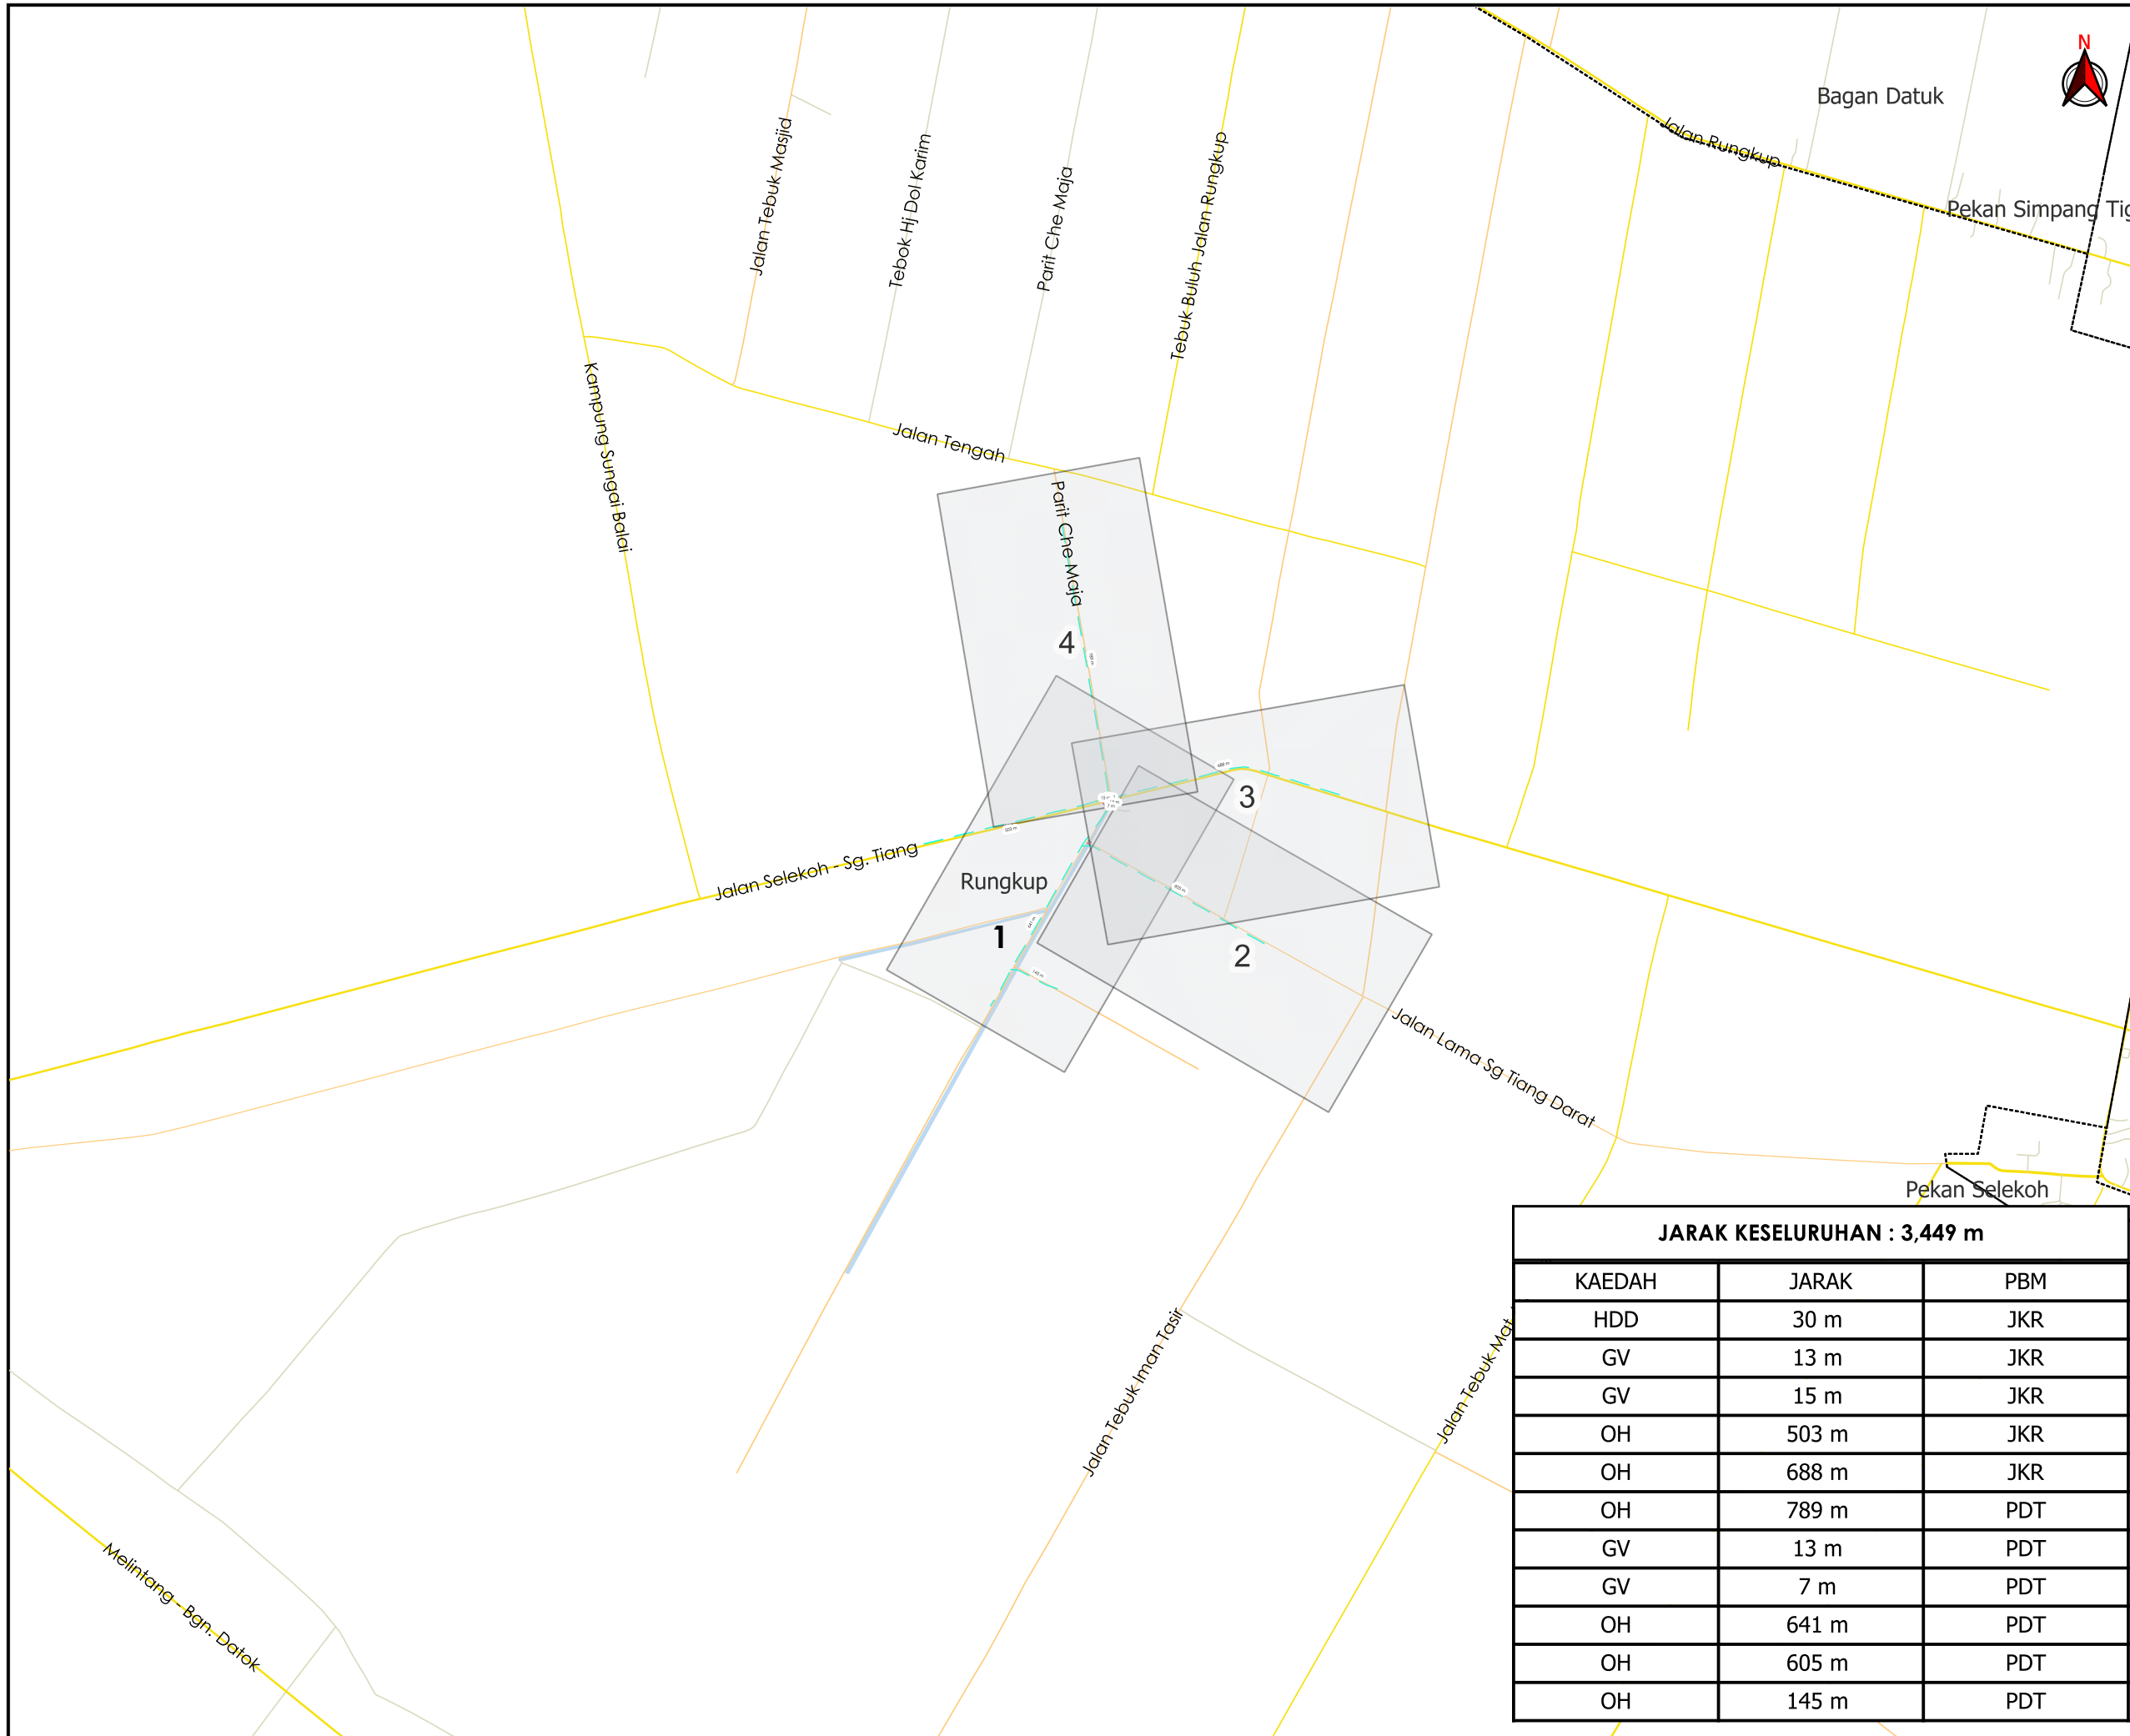 N
Bagan Datuk
Jalan Rungkup
Pekan Simpang Tig
Jalan Tebuk Masjid
Tebok Hj Dol Karim
Parit Che Maja
Tebuk Buluh Jalan Rungkup
Kampung Sungai Balai
Jalan Tengah
Parit Che Maja
4
3
688 m
503 m
Jalan Selekoh - Sg. Tiang
Rungkup
605 m
641 m
1
2
145 m
Jalan Lama Sg Tiang Darat
Pekan Selekoh
Jalan Tebuk Iman Tasir
Jalan Tebuk Mat
Melintang - Bgn. Datok
JARAK KESELURUHAN : 3,449 m
KAEDAH JARAK PBM
HDD 30 m JKR
GV 13 m JKR
GV 15 m JKR
OH 503 m JKR
OH 688 m JKR
OH 789 m PDT
GV 13 m PDT
GV 7 m PDT
OH 641 m PDT
OH 605 m PDT
OH 145 m PDT